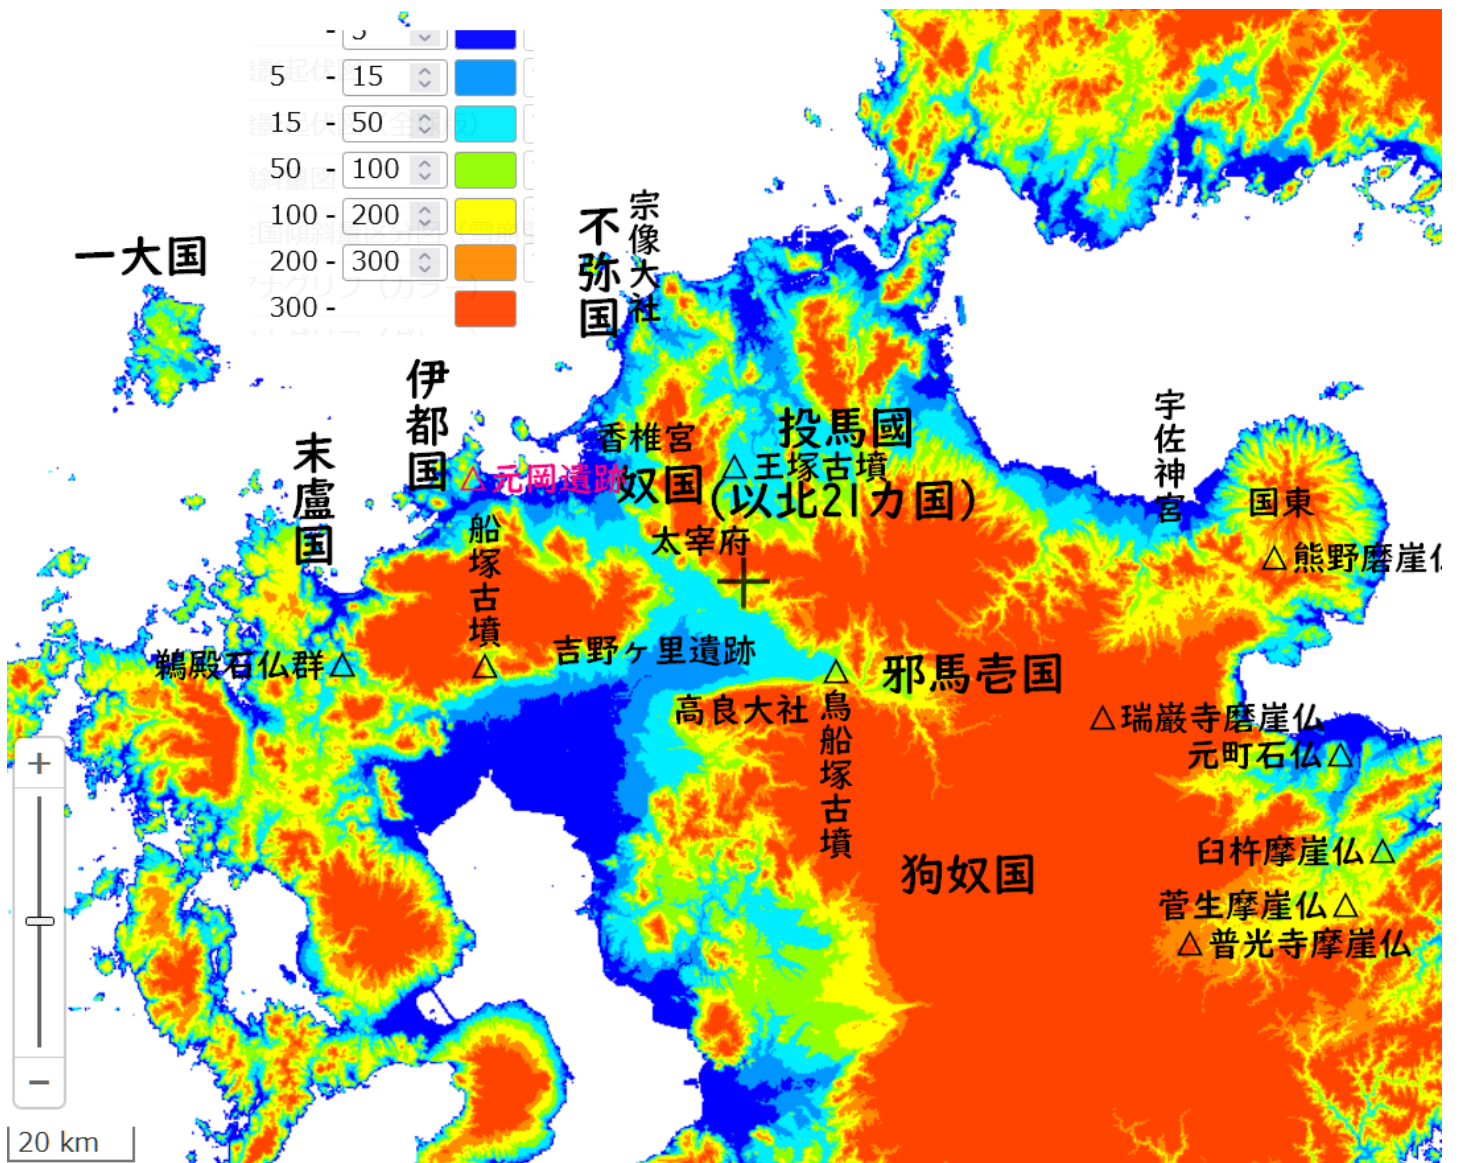 5 - 15
15 - 50
50 - 100
100 - 200
200 - 300
300 -
一大国
不弥国
宗像大社
伊都国
末盧国
香椎宮
投馬國
△元岡遺跡
奴国
△王塚古墳
(以北21カ国)
宇佐神宮
国東
太宰府
船塚古墳
△
△熊野磨崖仏
鵜殿石仏群△
吉野ヶ里遺跡
高良大社
△
鳥船塚古墳
邪馬壱国
△瑞巌寺磨崖仏
元町石仏△
狗奴国
臼杵摩崖仏△
菅生摩崖仏△
△普光寺摩崖仏
+
−
20 km